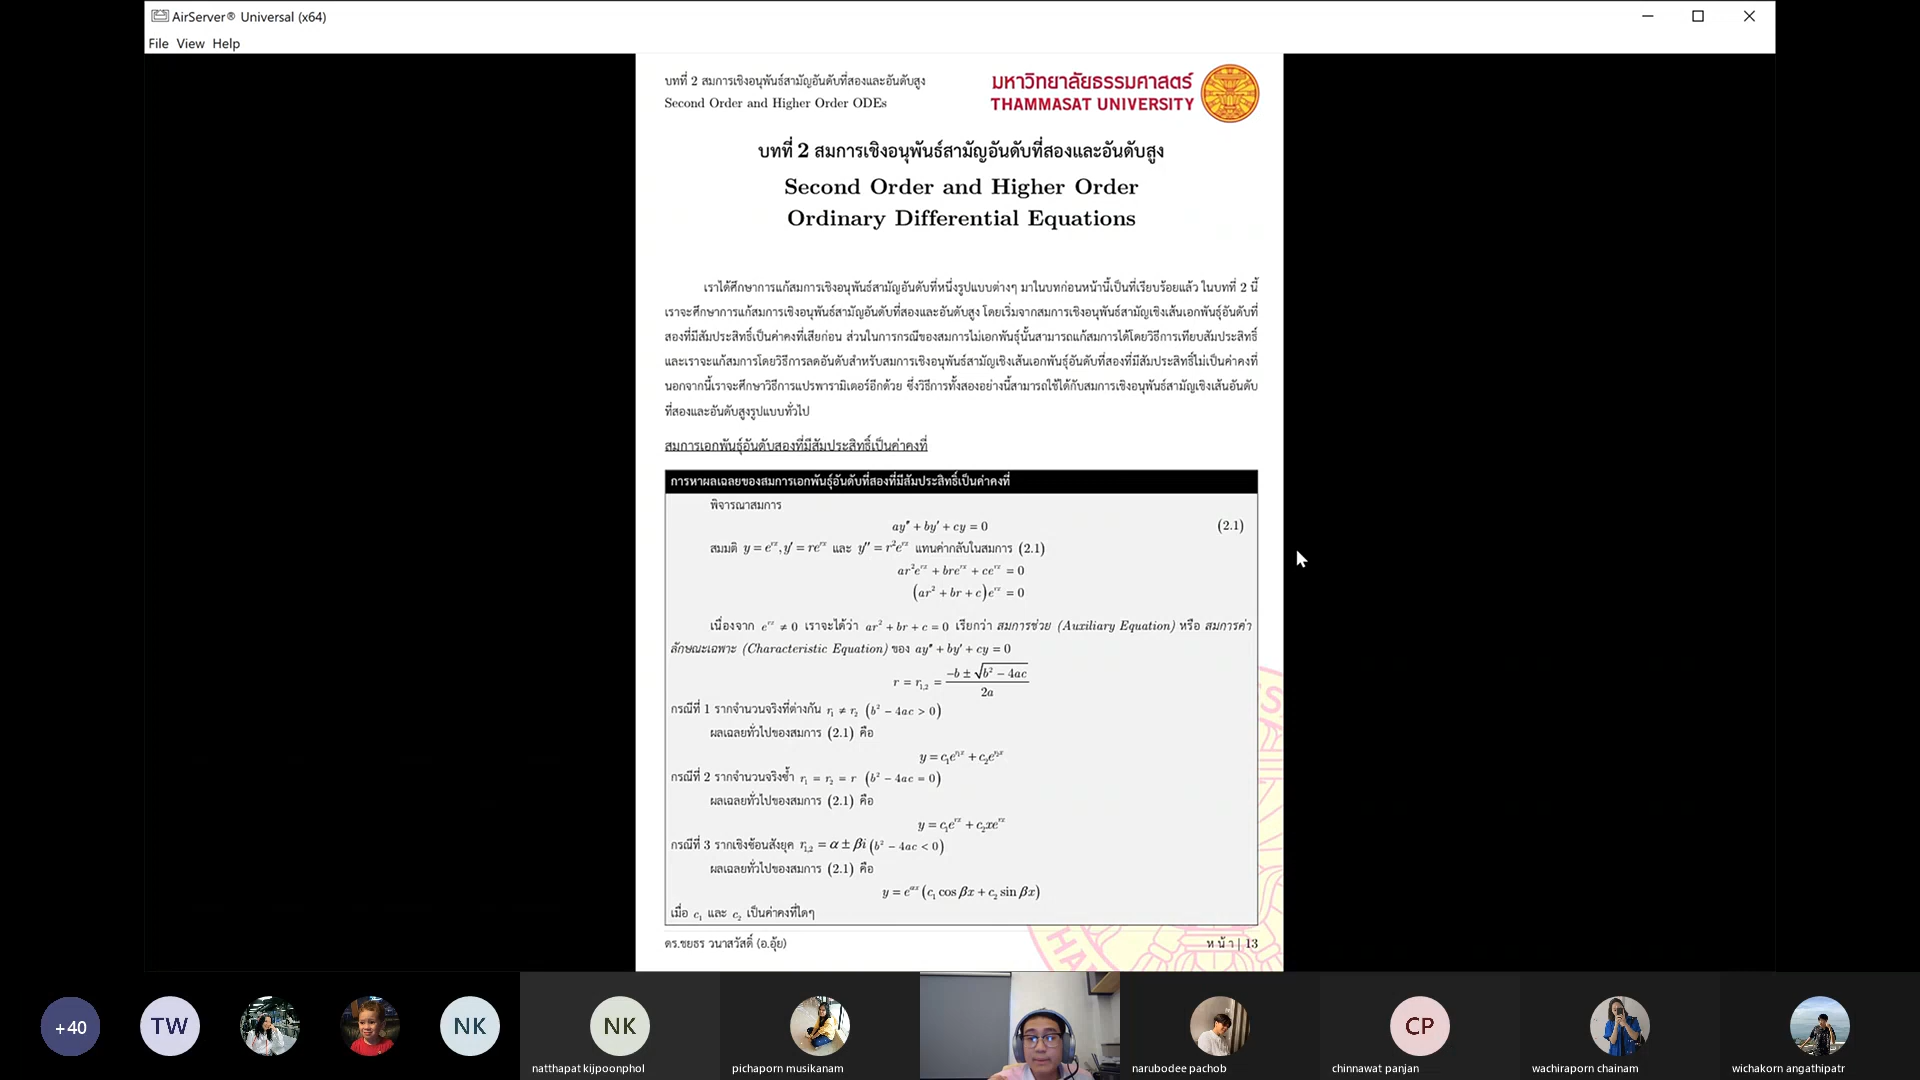 AirServer® Universal (x64)
File View Help
บทที่ 2 สมการเชิงอนุพันธ์สามัญอันดับที่สองและอันดับสูง
Second Order and Higher Order ODEs
มหาวิทยาลัยธรรมศาสตร์
THAMMASAT UNIVERSITY
บทที่ 2 สมการเชิงอนุพันธ์สามัญอันดับที่สองและอันดับสูง
Second Order and Higher Order
Ordinary Differential Equations
เราได้ศึกษาการแก้สมการเชิงอนุพันธ์สามัญอันดับที่หนึ่งรูปแบบต่างๆ มาในบทก่อนหน้านี้เป็นที่เรียบร้อยแล้ว ในบทที่ 2 นี้
เราจะศึกษาการแก้สมการเชิงอนุพันธ์สามัญอันดับที่สองและอันดับสูง โดยเริ่มจากสมการเชิงอนุพันธ์สามัญเชิงเส้นเอกพันธุ์อันดับที่
สองที่มีสัมประสิทธิ์เป็นค่าคงที่เสียก่อน ส่วนในการกรณีของสมการไม่เอกพันธุ์นั้นสามารถแก้สมการได้โดยวิธีการเทียบสัมประสิทธิ์
และเราจะแก้สมการโดยวิธีการลดอันดับสำหรับสมการเชิงอนุพันธ์สามัญเชิงเส้นเอกพันธุ์อันดับที่สองที่มีสัมประสิทธิ์ไม่เป็นค่าคงที่
นอกจากนี้เราจะศึกษาวิธีการแปรพารามิเตอร์อีกด้วย ซึ่งวิธีการทั้งสองอย่างนี้สามารถใช้ได้กับสมการเชิงอนุพันธ์สามัญเชิงเส้นอันดับ
ที่สองและอันดับสูงรูปแบบทั่วไป
สมการเอกพันธุ์อันดับสองที่มีสัมประสิทธิ์เป็นค่าคงที่
การหาผลเฉลยของสมการเอกพันธุ์อันดับที่สองที่มีสัมประสิทธิ์เป็นค่าคงที่
พิจารณาสมการ
ay″ + by′ + cy = 0 (2.1)
สมมติ y = e^{rx}, y′ = re^{rx} และ y″ = r²e^{rx} แทนค่ากลับในสมการ (2.1)
ar²e^{rx} + bre^{rx} + ce^{rx} = 0
(ar² + br + c)e^{rx} = 0
เนื่องจาก e^{rx} ≠ 0 เราจะได้ว่า ar² + br + c = 0 เรียกว่า สมการช่วย (Auxiliary Equation) หรือ สมการค่า
ลักษณะเฉพาะ (Characteristic Equation) ของ ay″ + by′ + cy = 0
r = r₁,₂ = (−b ± √(b² − 4ac)) / 2a
กรณีที่ 1 รากจำนวนจริงที่ต่างกัน r₁ ≠ r₂ (b² − 4ac > 0)
ผลเฉลยทั่วไปของสมการ (2.1) คือ
y = c₁e^{r₁x} + c₂e^{r₂x}
กรณีที่ 2 รากจำนวนจริงซ้ำ r₁ = r₂ = r (b² − 4ac = 0)
ผลเฉลยทั่วไปของสมการ (2.1) คือ
y = c₁e^{rx} + c₂xe^{rx}
กรณีที่ 3 รากเชิงซ้อนสังยุค r₁,₂ = α ± βi (b² − 4ac < 0)
ผลเฉลยทั่วไปของสมการ (2.1) คือ
y = e^{αx}(c₁ cos βx + c₂ sin βx)
เมื่อ c₁ และ c₂ เป็นค่าคงที่ใดๆ
ดร.ชยธร วนาสวัสดิ์ (อ.อุ้ย)
หน้า | 13
+40
TW
NK
NK
CP
natthapat kijpoonphol
pichaporn musikanam
narubodee pachob
chinnawat panjan
wachiraporn chainam
wichakorn angathipatr